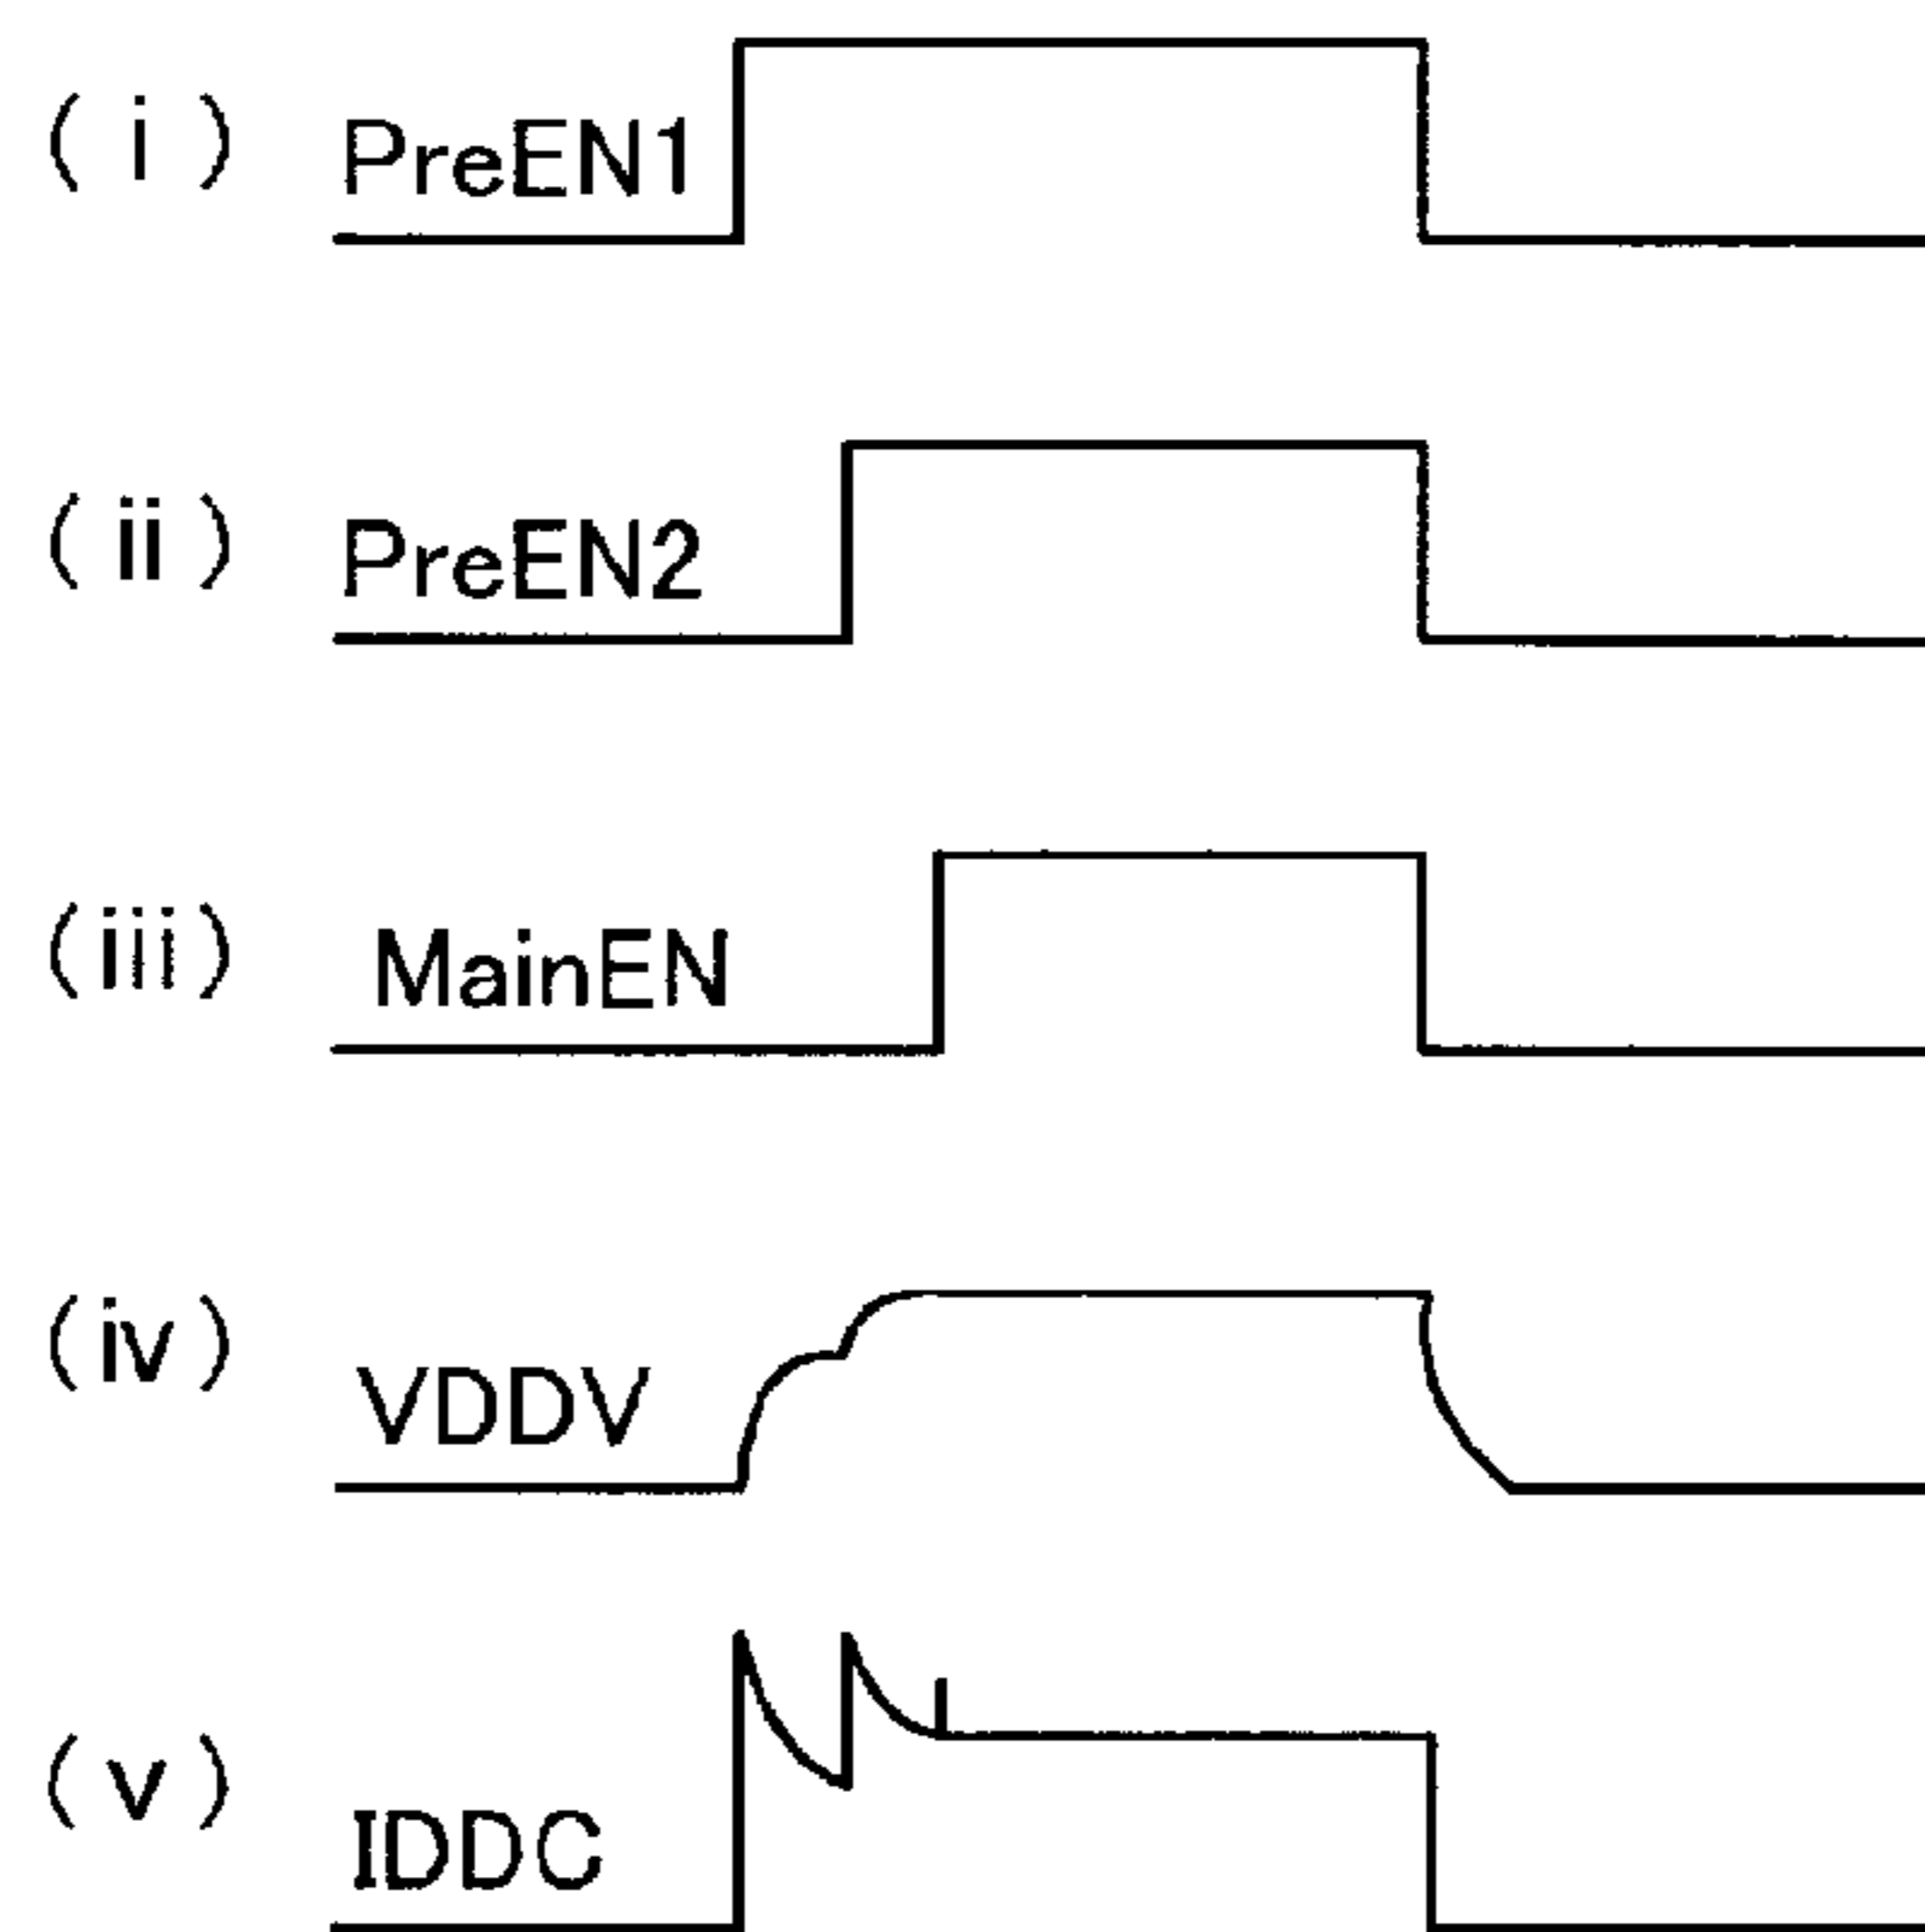 ( i ) PreEN1
( ii ) PreEN2
(iii) MainEN
(iv) VDDV
( v ) IDDC